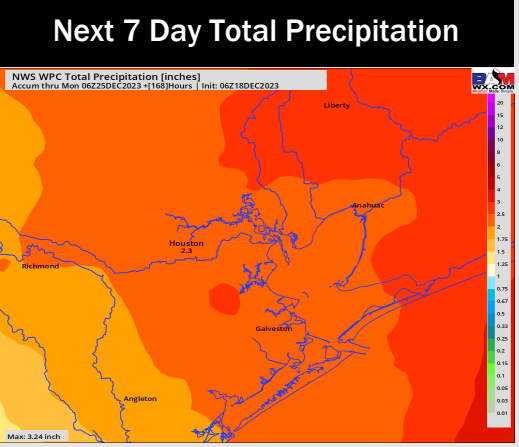 Next 7 Day Total Precipitation
NWS WPC Total Precipitation [inches]
Accum thru Mon 06Z25DEC2023 +[168]Hours | Init: 06Z18DEC2023
BAM
WX.COM
Liberty
Anahuac
Houston
2.3
Richmond
Galveston
Angleton
20
15
12
10
8
6
5
4
3
2.5
2
1.75
1.5
1.25
1
0.75
0.67
0.5
0.33
0.25
0.2
0.15
0.1
0.05
0.05
0.01
Max: 3.24 inch